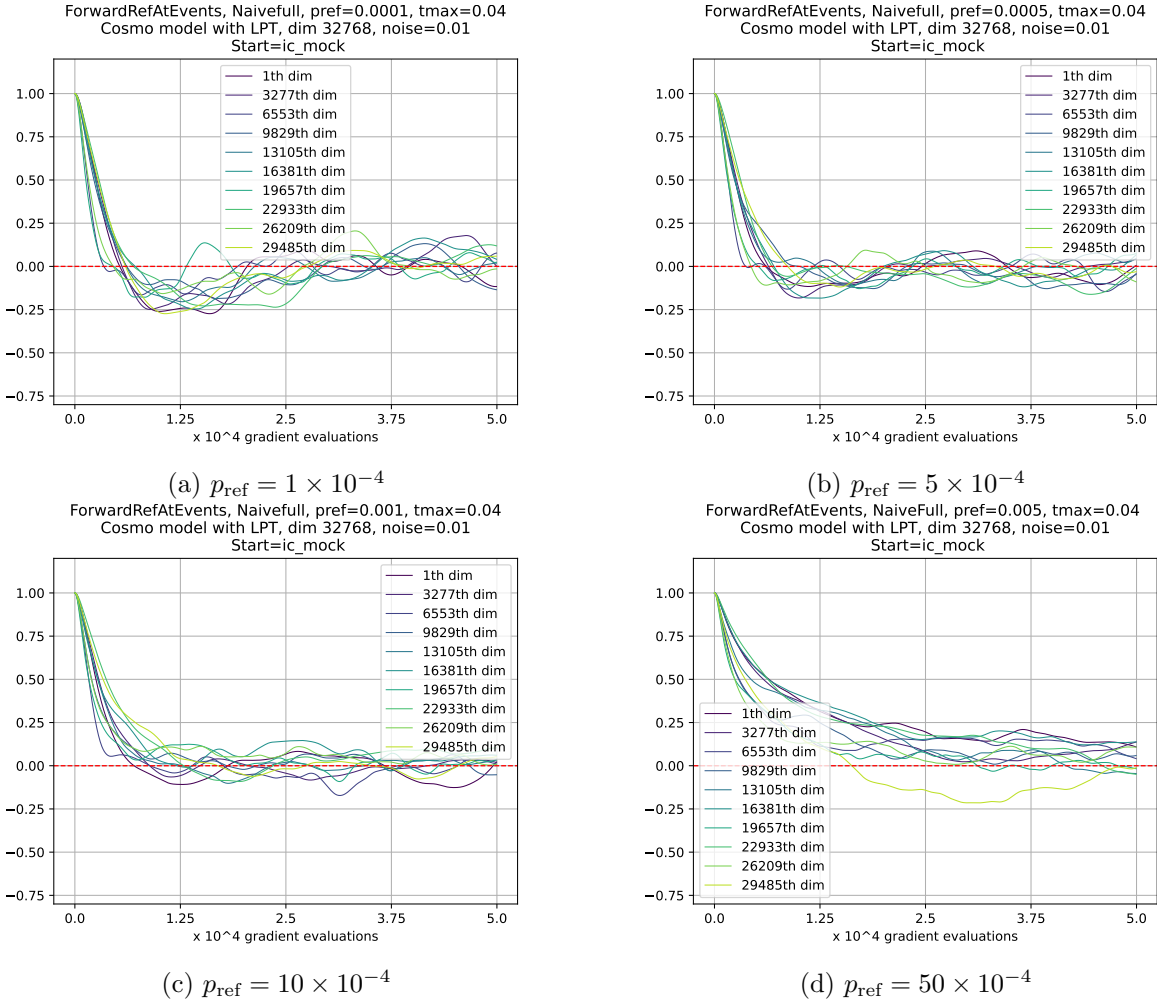 ForwardRefAtEvents, Naivefull, pref=0.0001, tmax=0.04
Cosmo model with LPT, dim 32768, noise=0.01
Start=ic_mock
1th dim
3277th dim
6553th dim
9829th dim
13105th dim
16381th dim
19657th dim
22933th dim
26209th dim
29485th dim
1.00
0.75
0.50
0.25
0.00
−0.25
−0.50
−0.75
0.0 1.25 2.5 3.75 5.0
x 10^4 gradient evaluations
(a) p_ref = 1 × 10⁻⁴
ForwardRefAtEvents, Naivefull, pref=0.0005, tmax=0.04
Cosmo model with LPT, dim 32768, noise=0.01
Start=ic_mock
1th dim
3277th dim
6553th dim
9829th dim
13105th dim
16381th dim
19657th dim
22933th dim
26209th dim
29485th dim
1.00
0.75
0.50
0.25
0.00
−0.25
−0.50
−0.75
0.0 1.25 2.5 3.75 5.0
x 10^4 gradient evaluations
(b) p_ref = 5 × 10⁻⁴
ForwardRefAtEvents, NaiveFull, pref=0.001, tmax=0.04
Cosmo model with LPT, dim 32768, noise=0.01
Start=ic_mock
1th dim
3277th dim
6553th dim
9829th dim
13105th dim
16381th dim
19657th dim
22933th dim
26209th dim
29485th dim
1.00
0.75
0.50
0.25
0.00
−0.25
−0.50
−0.75
0.0 1.25 2.5 3.75 5.0
x 10^4 gradient evaluations
(c) p_ref = 10 × 10⁻⁴
ForwardRefAtEvents, NaiveFull, pref=0.005, tmax=0.04
Cosmo model with LPT, dim 32768, noise=0.01
Start=ic_mock
1th dim
3277th dim
6553th dim
9829th dim
13105th dim
16381th dim
19657th dim
22933th dim
26209th dim
29485th dim
1.00
0.75
0.50
0.25
0.00
−0.25
−0.50
−0.75
0.0 1.25 2.5 3.75 5.0
x 10^4 gradient evaluations
(d) p_ref = 50 × 10⁻⁴